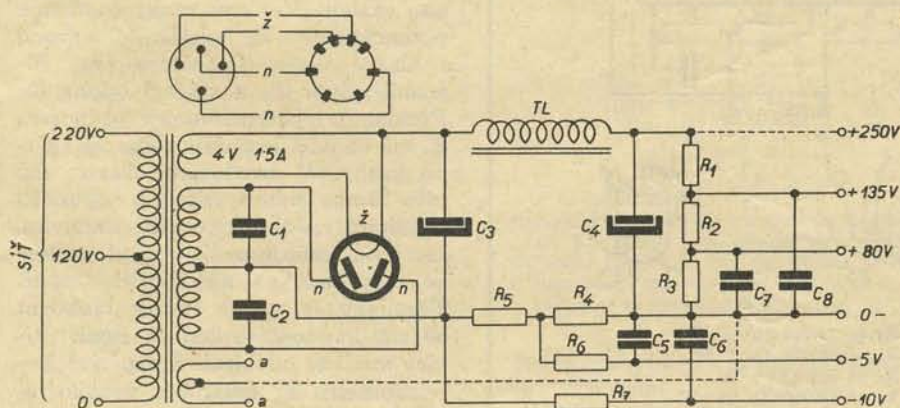 ž
n
n
220V
120V
0
síť
4V 1·5A
C1
C2
ž
n
n
a
a
C3
TL
C4
R1
R2
R3
C7
C8
R5
R4
R6
C5
C6
R7
+250V
+135V
+80V
0 -
-5V
-10V